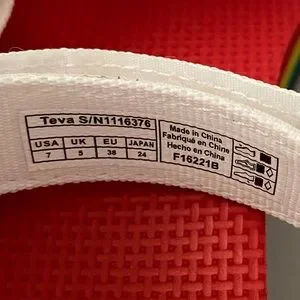 Teva S/N1116376
USA UK EU JAPAN
7 5 38 24
Made in China
Fabriqué en Chine
Hecho en China
F16221B